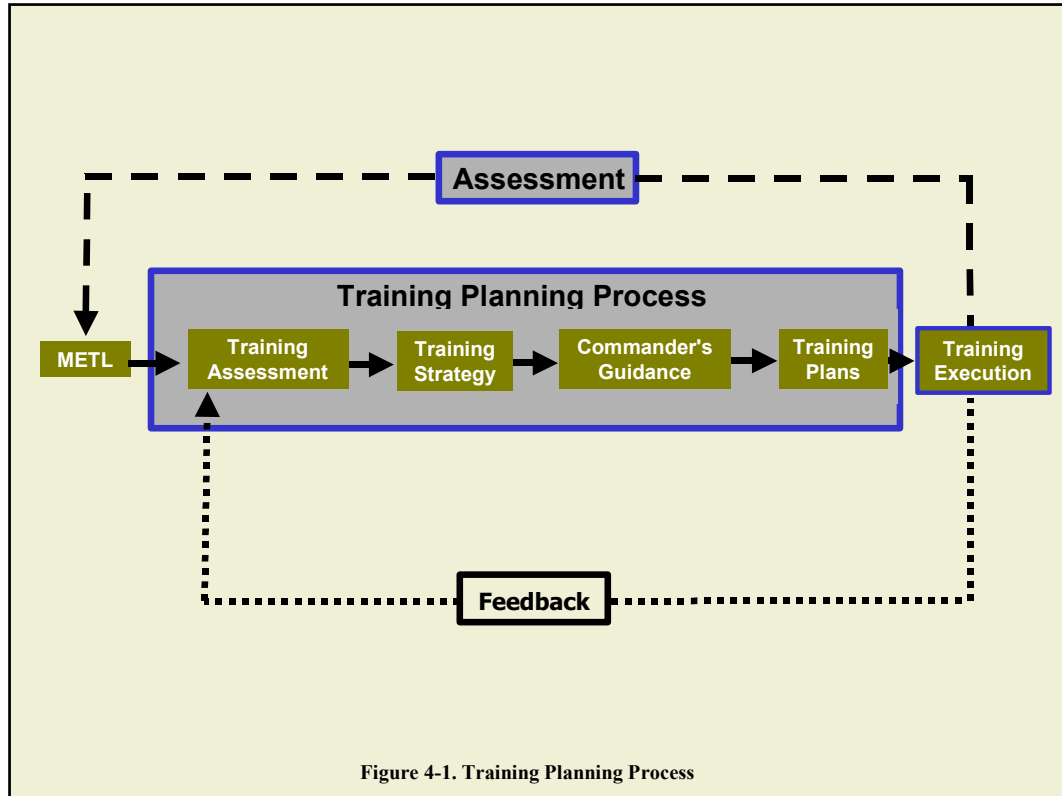 Assessment
Training Planning Process
METL
Training
Assessment
Training
Strategy
Commander's
Guidance
Training
Plans
Training
Execution
Feedback
Figure 4-1. Training Planning Process